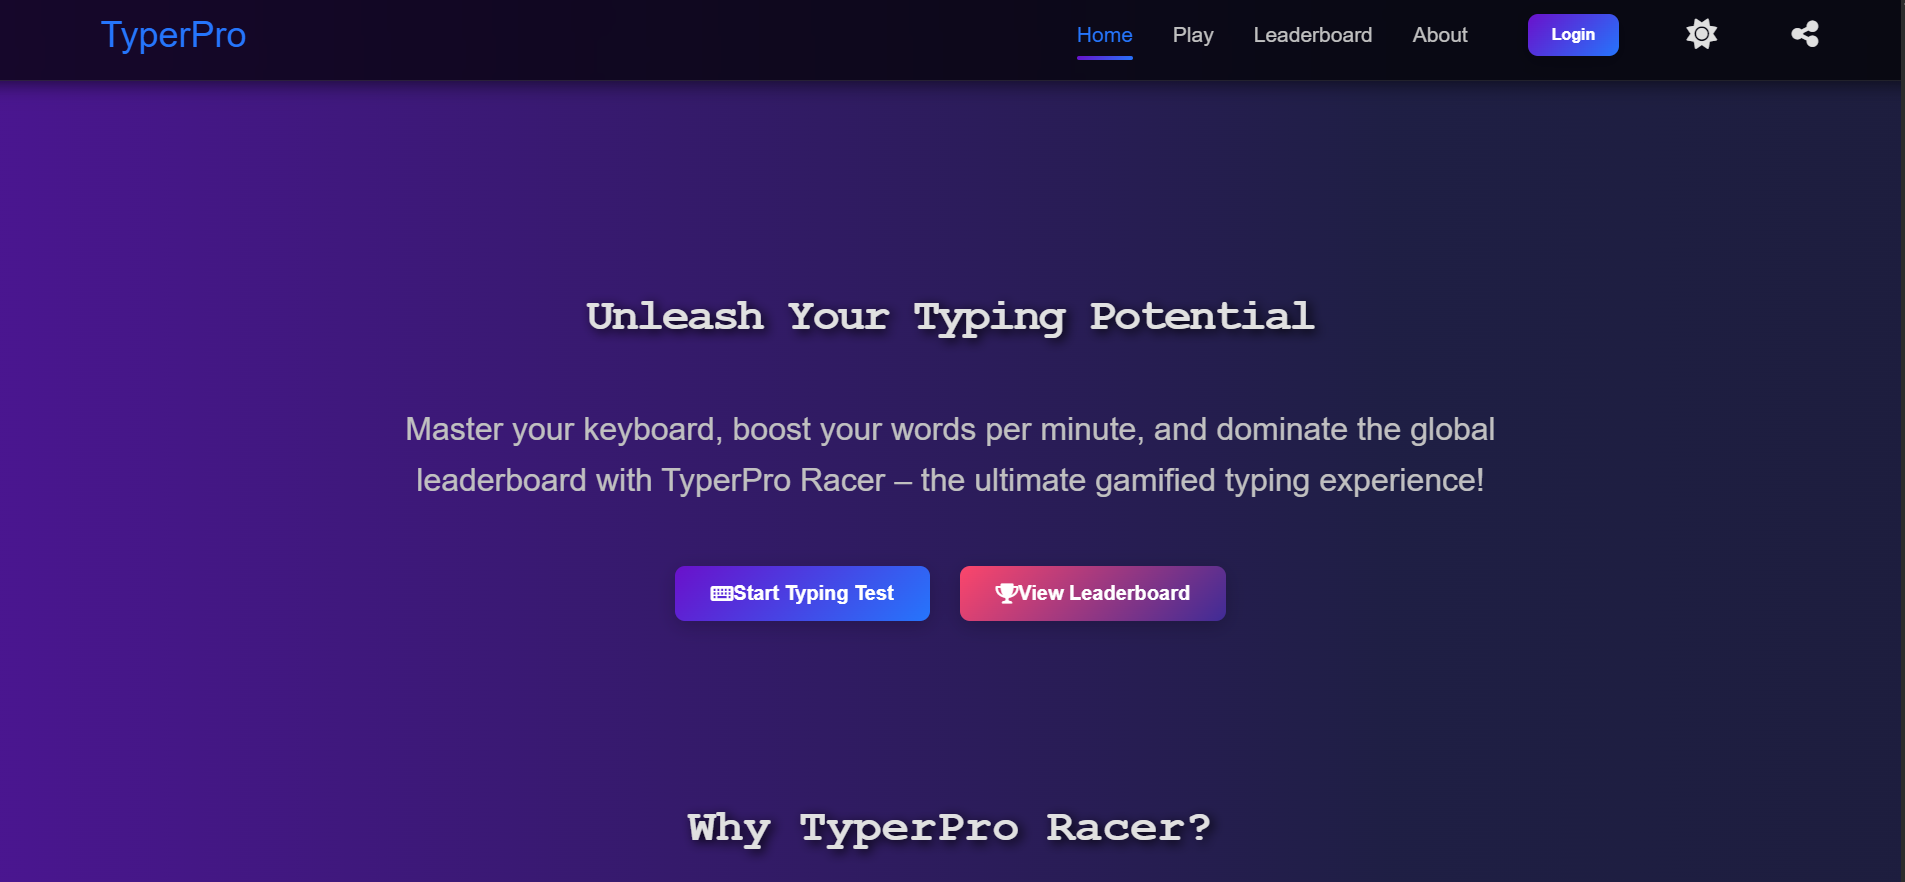 TyperPro
Home
Play
Leaderboard
About
Login
Unleash Your Typing Potential
Master your keyboard, boost your words per minute, and dominate the global
leaderboard with TyperPro Racer – the ultimate gamified typing experience!
Start Typing Test
View Leaderboard
Why TyperPro Racer?